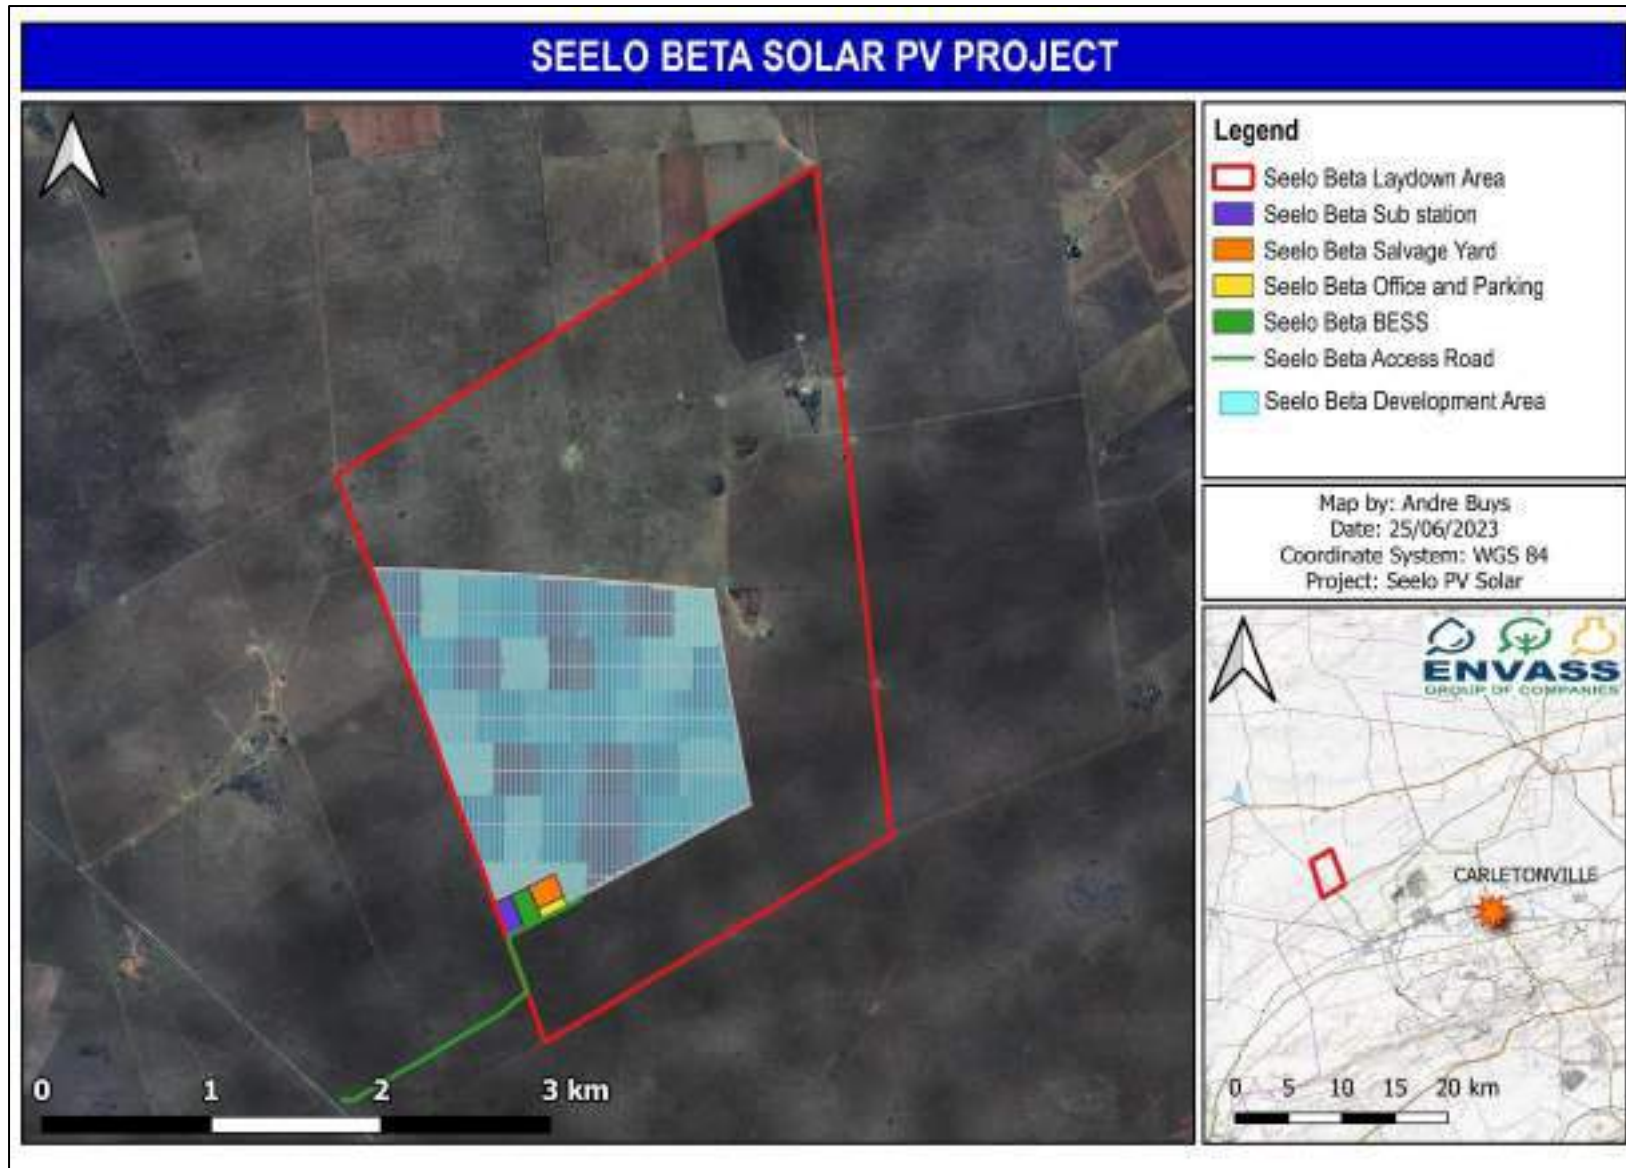 SEELO BETA SOLAR PV PROJECT
Legend
Seelo Beta Laydown Area
Seelo Beta Sub station
Seelo Beta Salvage Yard
Seelo Beta Office and Parking
Seelo Beta BESS
Seelo Beta Access Road
Seelo Beta Development Area
Map by: Andre Buys
Date: 25/06/2023
Coordinate System: WGS 84
Project: Seelo PV Solar
ENVASS
GROUP OF COMPANIES
CARLETONVILLE
0 5 10 15 20 km
0 1 2 3 km